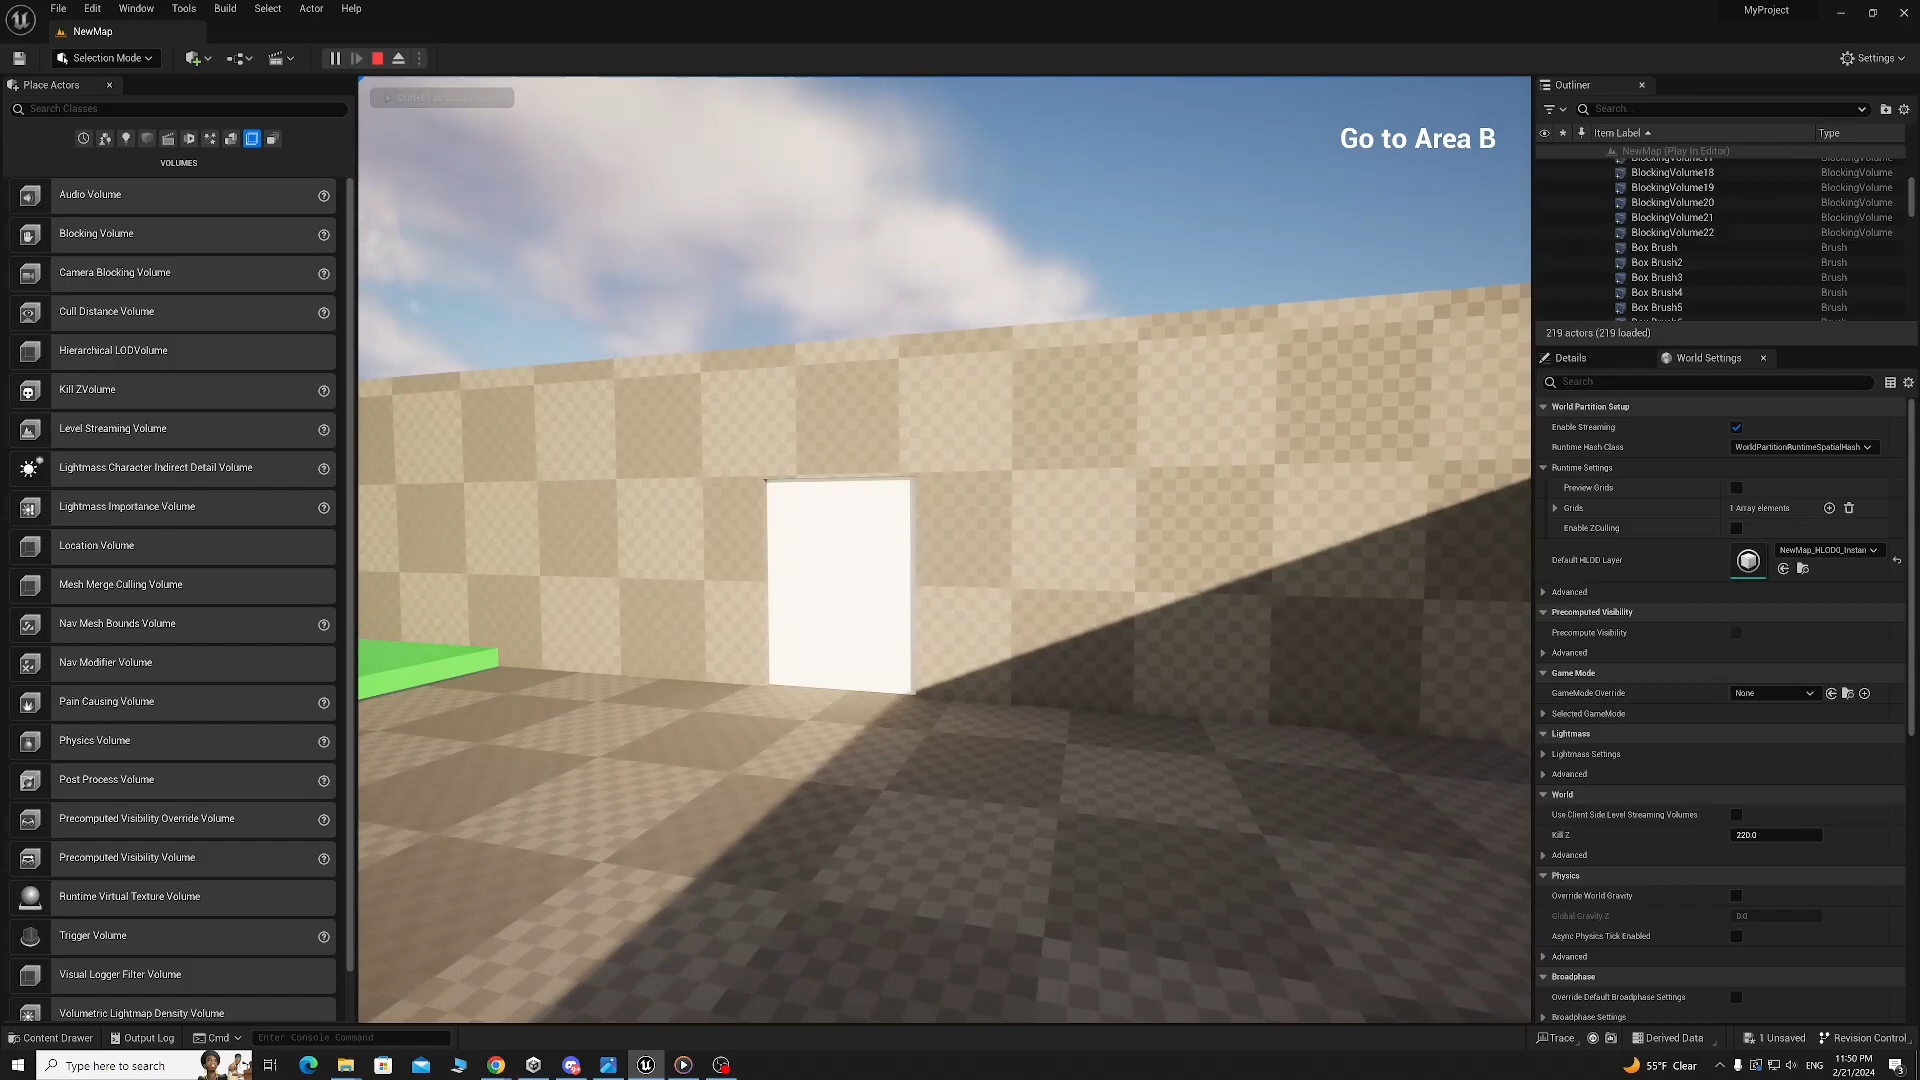 File Edit Window Tools Build Select Actor Help
MyProject
NewMap
Selection Mode
Settings
Place Actors
Search Classes
VOLUMES
Audio Volume
Blocking Volume
Camera Blocking Volume
Cull Distance Volume
Hierarchical LODVolume
Kill ZVolume
Level Streaming Volume
Lightmass Character Indirect Detail Volume
Lightmass Importance Volume
Location Volume
Mesh Merge Culling Volume
Nav Mesh Bounds Volume
Nav Modifier Volume
Pain Causing Volume
Physics Volume
Post Process Volume
Precomputed Visibility Override Volume
Precomputed Visibility Volume
Runtime Virtual Texture Volume
Trigger Volume
Visual Logger Filter Volume
Volumetric Lightmap Density Volume
Go to Area B
Outliner
Search...
Item Label Type
NewMap (Play In Editor)
BlockingVolume18 BlockingVolume
BlockingVolume19 BlockingVolume
BlockingVolume20 BlockingVolume
BlockingVolume21 BlockingVolume
BlockingVolume22 BlockingVolume
Box Brush Brush
Box Brush2 Brush
Box Brush3 Brush
Box Brush4 Brush
Box Brush5 Brush
219 actors (219 loaded)
Details World Settings
Search
World Partition Setup
Enable Streaming
Runtime Hash Class WorldPartitionRuntimeSpatialHash
Runtime Settings
Preview Grids
Grids 1 Array elements
Enable ZCulling
Default HLOD Layer NewMap_HLOD0_Instan
Advanced
Precomputed Visibility
Precompute Visibility
Advanced
Game Mode
GameMode Override None
Selected GameMode
Lightmass
Lightmass Settings
Advanced
World
Use Client Side Level Streaming Volumes
Kill Z 220.0
Advanced
Physics
Override World Gravity
Global Gravity Z 0.0
Async Physics Tick Enabled
Advanced
Broadphase
Override Default Broadphase Settings
Broadphase Settings
Content Drawer Output Log Cmd Enter Console Command
Trace Derived Data 1 Unsaved Revision Control
Type here to search
55°F Clear ENG
11:50 PM
2/21/2024
3